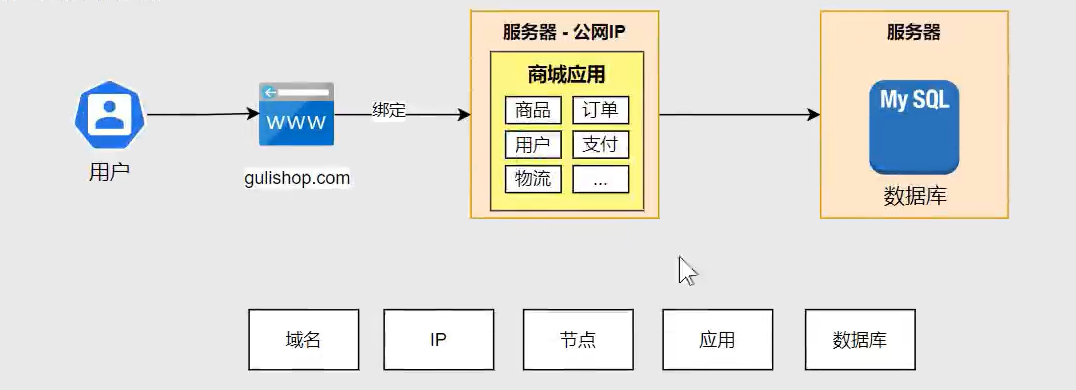 服务器 - 公网IP
服务器
商城应用
商品
订单
用户
支付
物流
...
WWW
绑定
My SQL
用户
gulishop.com
数据库
域名
IP
节点
应用
数据库